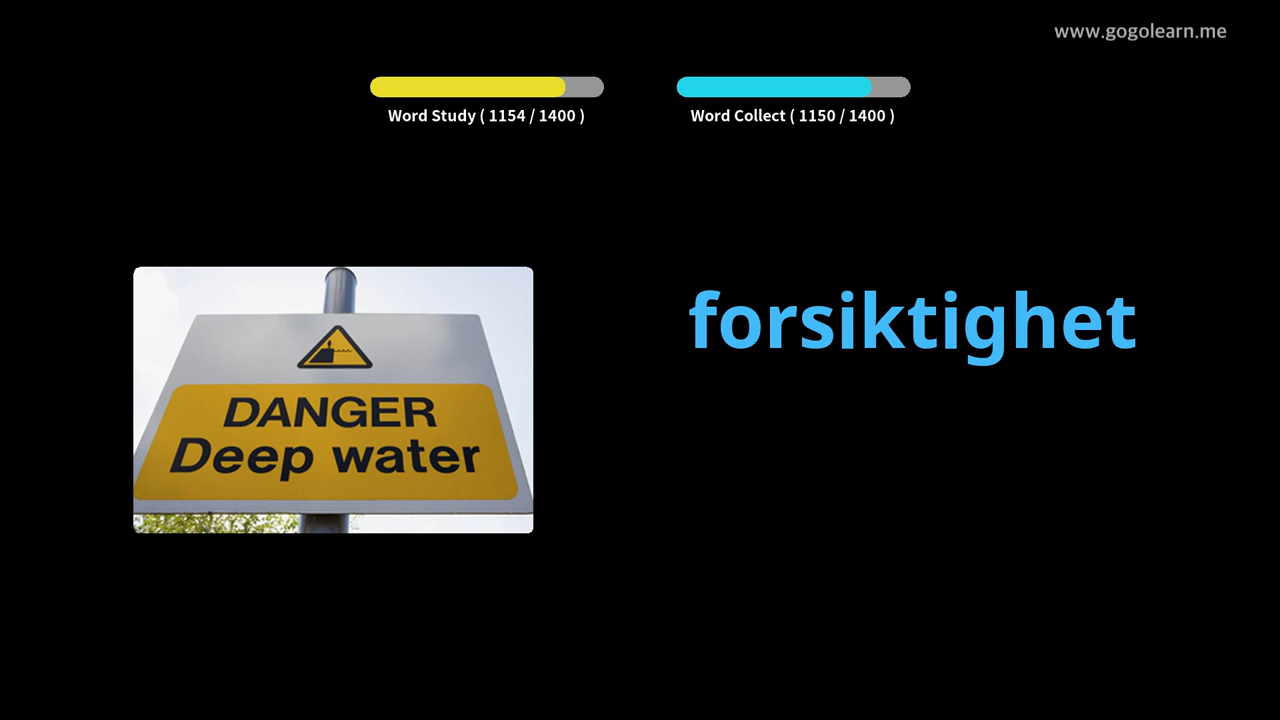 www.gogolearn.me
Word Study ( 1154 / 1400 )
Word Collect ( 1150 / 1400 )
DANGER
Deep water
forsiktighet